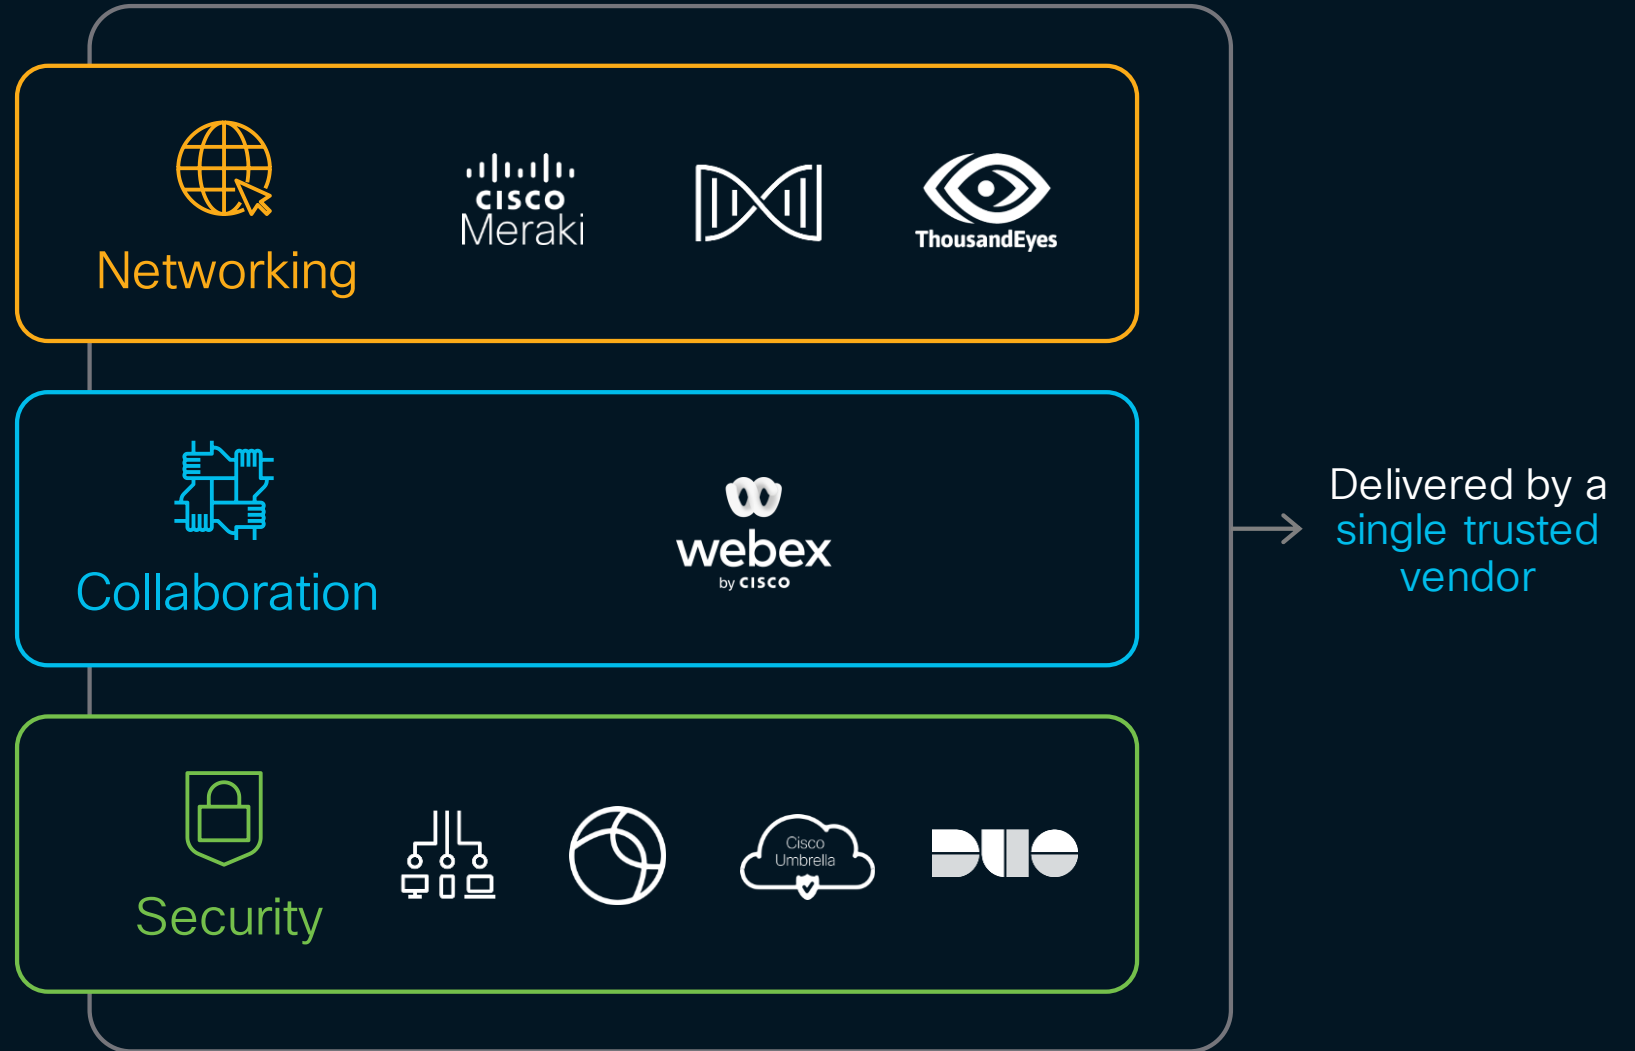 CISCO
Meraki
ThousandEyes
Networking
webex
by CISCO
Collaboration
Delivered by a
single trusted
vendor
Cisco
Umbrella
DUO
Security